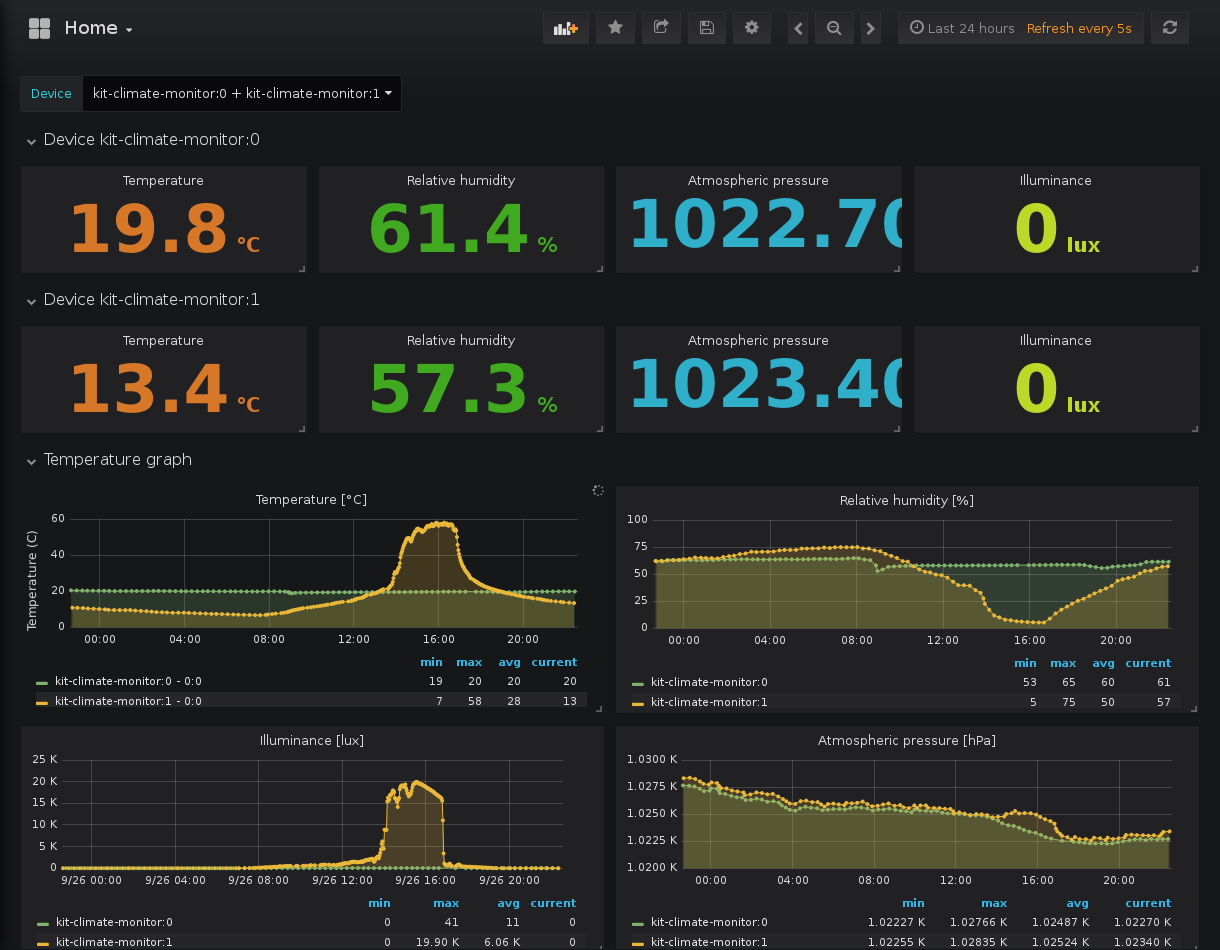 Home
Last 24 hours Refresh every 5s
Device kit-climate-monitor:0 + kit-climate-monitor:1
Device kit-climate-monitor:0
Temperature Relative humidity Atmospheric pressure Illuminance
19.8 °C 61.4 % 1022.70 0 lux
Device kit-climate-monitor:1
Temperature Relative humidity Atmospheric pressure Illuminance
13.4 °C 57.3 % 1023.40 0 lux
Temperature graph
Temperature [°C]
Temperature (C)
60
40
20
0
00:00 04:00 08:00 12:00 16:00 20:00
min max avg current
kit-climate-monitor:0 - 0:0 19 20 20 20
kit-climate-monitor:1 - 0:0 7 58 28 13
Relative humidity [%]
100
75
50
25
0
00:00 04:00 08:00 12:00 16:00 20:00
min max avg current
kit-climate-monitor:0 53 65 60 61
kit-climate-monitor:1 5 75 50 57
Illuminance [lux]
25 K
20 K
15 K
10 K
5 K
0
9/26 00:00 9/26 04:00 9/26 08:00 9/26 12:00 9/26 16:00 9/26 20:00
min max avg current
kit-climate-monitor:0 0 41 11 0
kit-climate-monitor:1 0 19.90 K 6.06 K 0
Atmospheric pressure [hPa]
1.0300 K
1.0275 K
1.0250 K
1.0225 K
1.0200 K
00:00 04:00 08:00 12:00 16:00 20:00
min max avg current
kit-climate-monitor:0 1.02227 K 1.02766 K 1.02487 K 1.02270 K
kit-climate-monitor:1 1.02255 K 1.02835 K 1.02524 K 1.02340 K